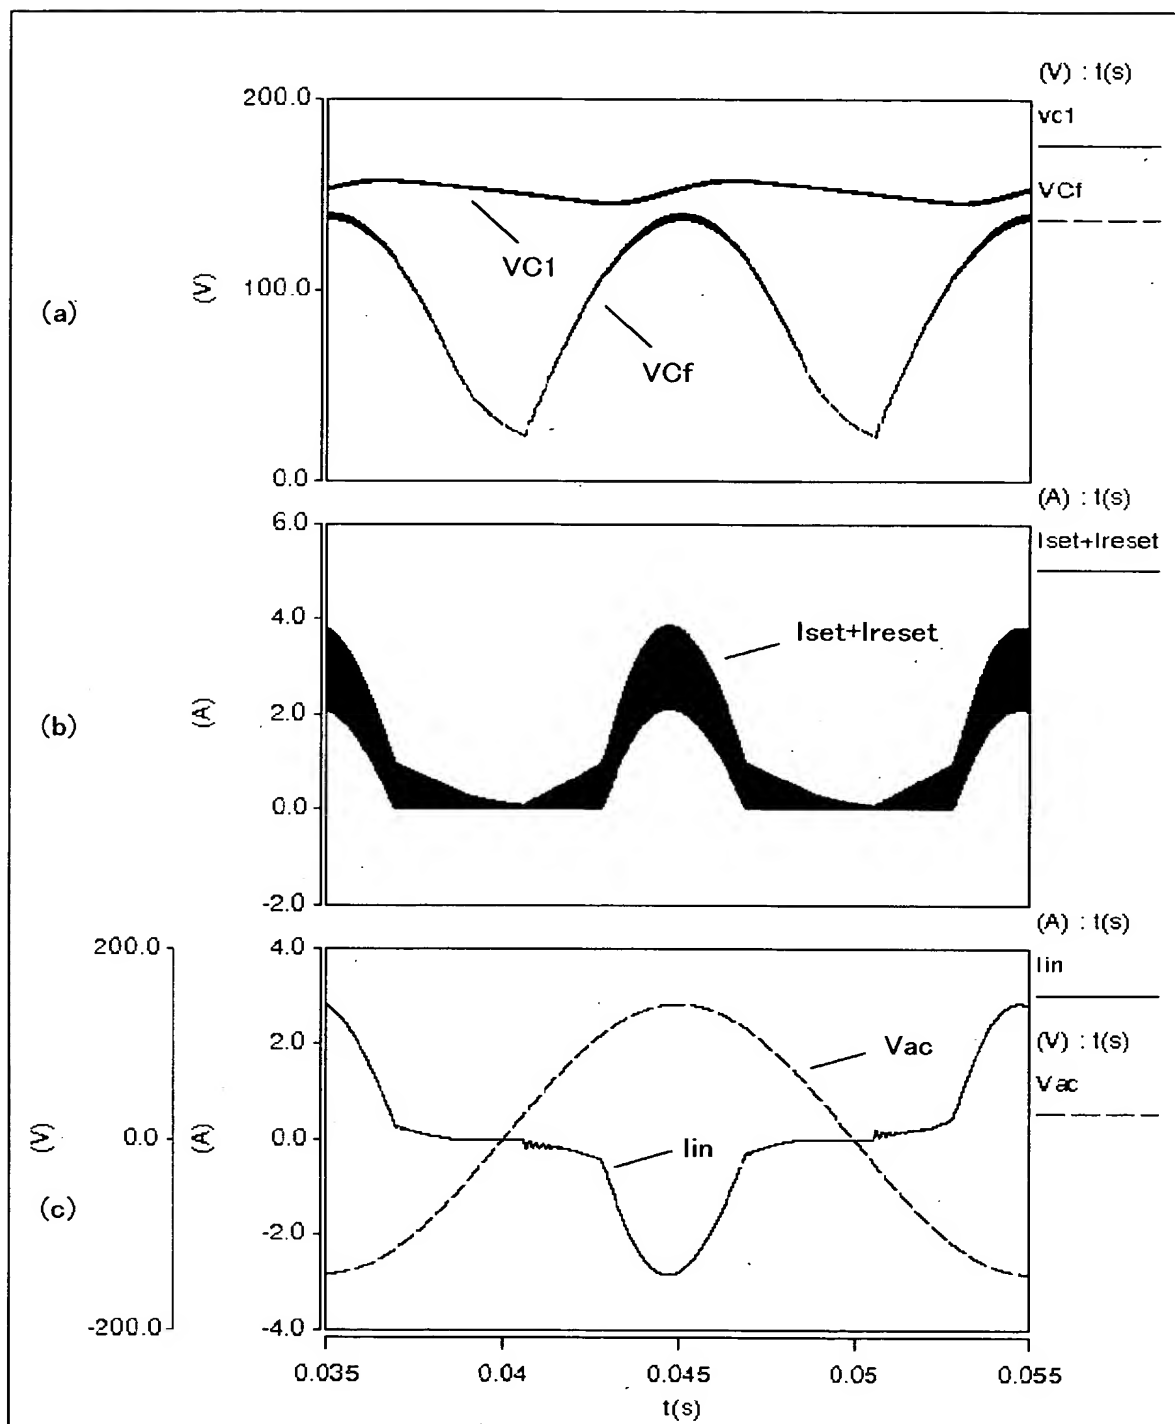 (V) : t(s)
200.0
vc1
VCf
VC1
(a)
(V)
100.0
VCf
0.0
(A) : t(s)
6.0
Iset+Ireset
4.0
Iset+Ireset
(b)
(A)
2.0
0.0
-2.0
(A) : t(s)
200.0
4.0
Iin
2.0
Vac
(V) : t(s)
Vac
(V)
0.0
(A)
0.0
Iin
(c)
-2.0
-200.0
-4.0
0.035
0.04
0.045
0.05
0.055
t(s)